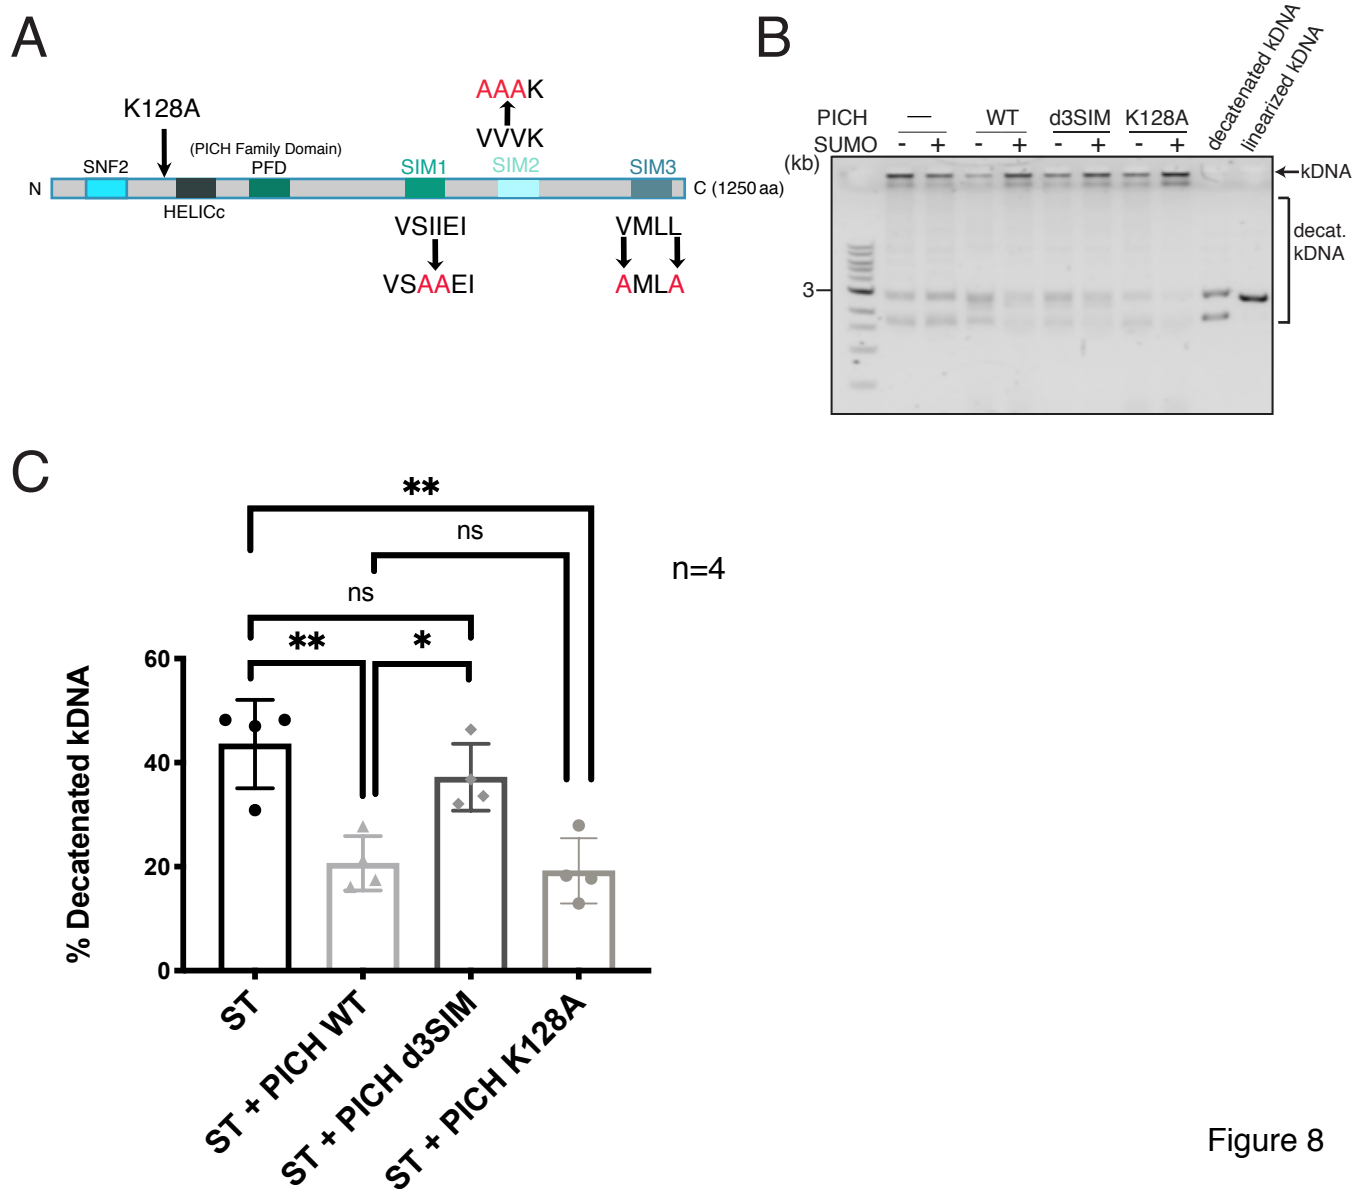 A
K128A
AAAK
VVVK
(PICH Family Domain)
SNF2
PFD
SIM1
SIM2
SIM3
N
C (1250 aa)
HELICc
VSIIEI
VMLL
VSAAEI
AMLA
B
PICH
—
WT
d3SIM
K128A
decatenated kDNA
linearized kDNA
SUMO
- + - + - + - +
(kb)
kDNA
decat.
kDNA
3
C
**
ns
n=4
ns
**
*
% Decatenated kDNA
60
40
20
0
ST
ST + PICH WT
ST + PICH d3SIM
ST + PICH K128A
Figure 8